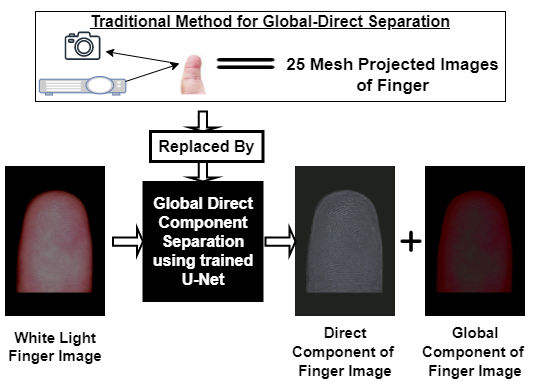 Traditional Method for Global-Direct Separation
25 Mesh Projected Images
of Finger
Replaced By
Global Direct
Component
Separation
using trained
U-Net
White Light
Finger Image
Direct
Component of
Finger Image
+
Global
Component of
Finger Image